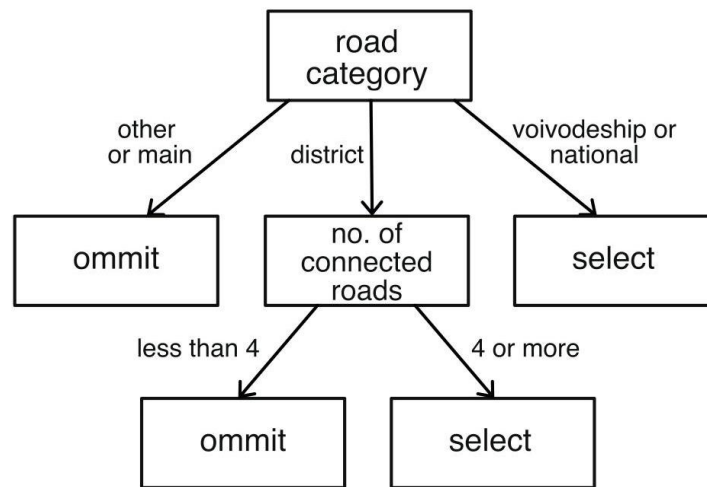 road
category
other
or main
district
voivodeship or
national
ommit
no. of
connected
roads
select
less than 4
4 or more
ommit
select